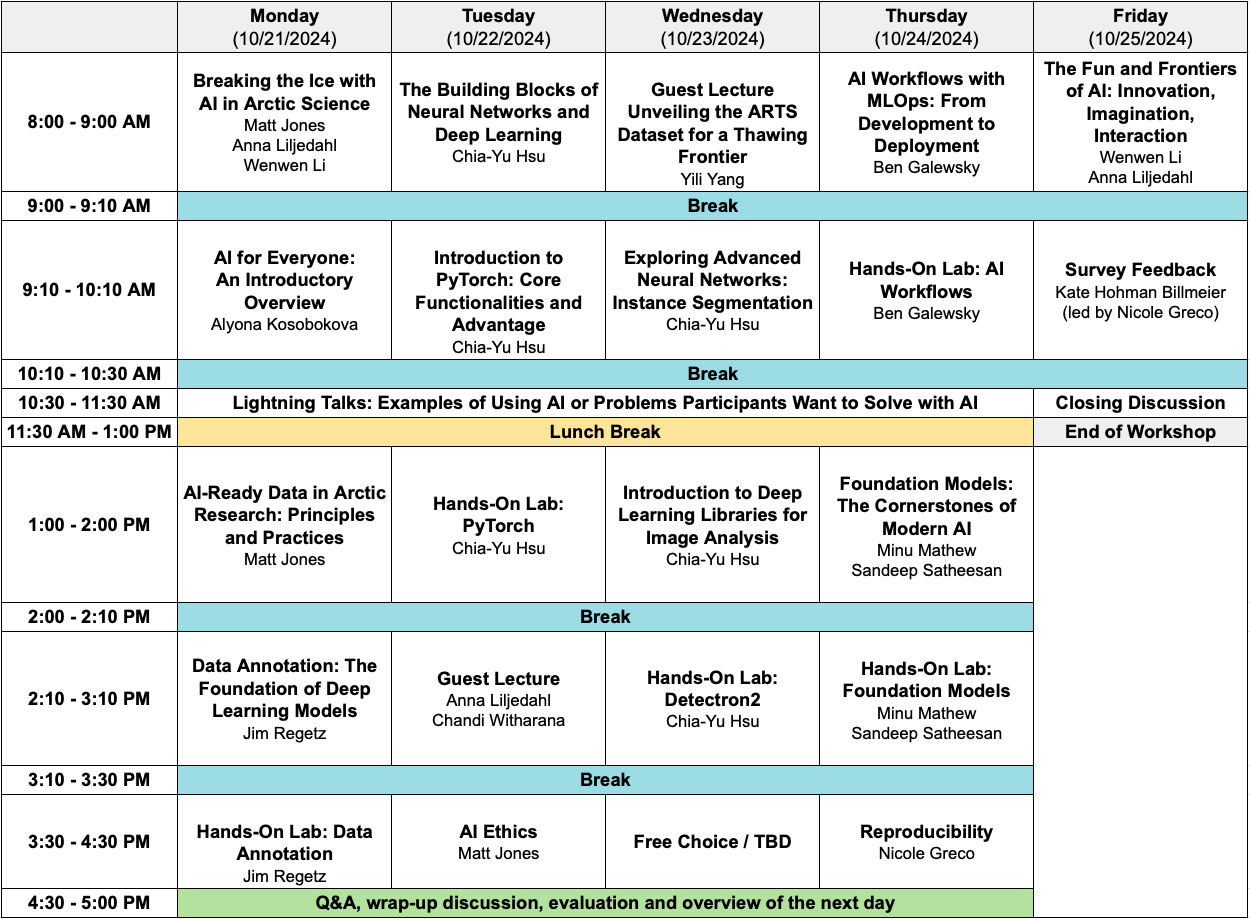 Monday
(10/21/2024)
Tuesday
(10/22/2024)
Wednesday
(10/23/2024)
Thursday
(10/24/2024)
Friday
(10/25/2024)
8:00 - 9:00 AM
Breaking the Ice with
AI in Arctic Science
Matt Jones
Anna Liljedahl
Wenwen Li
The Building Blocks of
Neural Networks and
Deep Learning
Chia-Yu Hsu
Guest Lecture
Unveiling the ARTS
Dataset for a Thawing
Frontier
Yili Yang
AI Workflows with
MLOps: From
Development to
Deployment
Ben Galewsky
The Fun and Frontiers
of AI: Innovation,
Imagination,
Interaction
Wenwen Li
Anna Liljedahl
9:00 - 9:10 AM
Break
9:10 - 10:10 AM
AI for Everyone:
An Introductory
Overview
Alyona Kosobokova
Introduction to
PyTorch: Core
Functionalities and
Advantage
Chia-Yu Hsu
Exploring Advanced
Neural Networks:
Instance Segmentation
Chia-Yu Hsu
Hands-On Lab: AI
Workflows
Ben Galewsky
Survey Feedback
Kate Hohman Billmeier
(led by Nicole Greco)
10:10 - 10:30 AM
Break
10:30 - 11:30 AM
Lightning Talks: Examples of Using AI or Problems Participants Want to Solve with AI
Closing Discussion
11:30 AM - 1:00 PM
Lunch Break
End of Workshop
1:00 - 2:00 PM
AI-Ready Data in Arctic
Research: Principles
and Practices
Matt Jones
Hands-On Lab:
PyTorch
Chia-Yu Hsu
Introduction to Deep
Learning Libraries for
Image Analysis
Chia-Yu Hsu
Foundation Models:
The Cornerstones of
Modern AI
Minu Mathew
Sandeep Satheesan
2:00 - 2:10 PM
Break
2:10 - 3:10 PM
Data Annotation: The
Foundation of Deep
Learning Models
Jim Regetz
Guest Lecture
Anna Liljedahl
Chandi Witharana
Hands-On Lab:
Detectron2
Chia-Yu Hsu
Hands-On Lab:
Foundation Models
Minu Mathew
Sandeep Satheesan
3:10 - 3:30 PM
Break
3:30 - 4:30 PM
Hands-On Lab: Data
Annotation
Jim Regetz
AI Ethics
Matt Jones
Free Choice / TBD
Reproducibility
Nicole Greco
4:30 - 5:00 PM
Q&A, wrap-up discussion, evaluation and overview of the next day